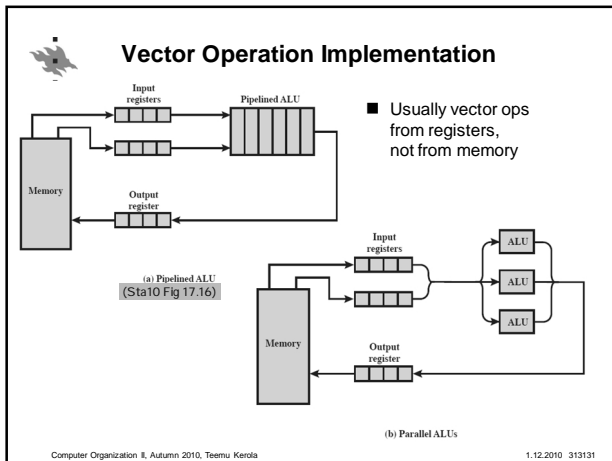 Vector Operation Implementation
Input
registers
Pipelined ALU
Memory
Output
register
(a) Pipelined ALU
(Sta10 Fig 17.16)
■ Usually vector ops
from registers,
not from memory
Input
registers
ALU
ALU
ALU
Memory
Output
register
(b) Parallel ALUs
Computer Organization II, Autumn 2010, Teemu Kerola
1.12.2010 313131